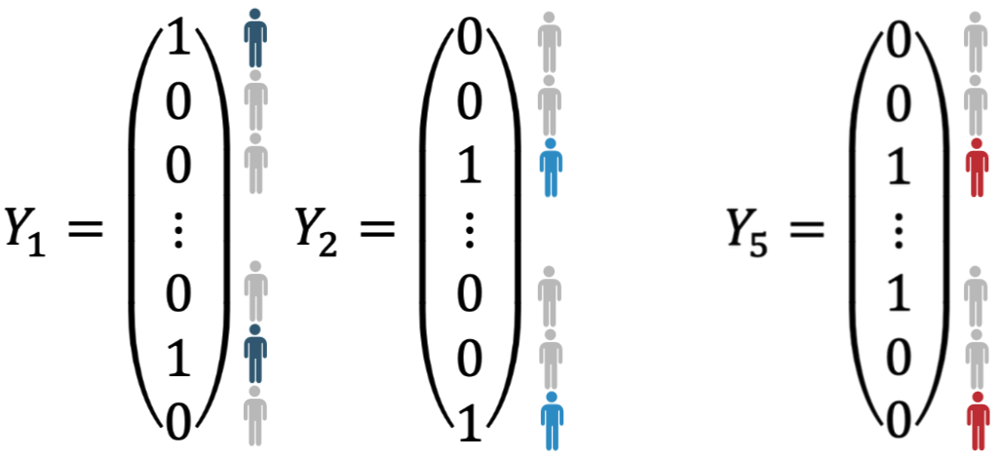 Y1 = (1 0 0 ⋮ 0 1 0)
Y2 = (0 0 1 ⋮ 0 0 1)
Y5 = (0 0 1 ⋮ 1 0 0)